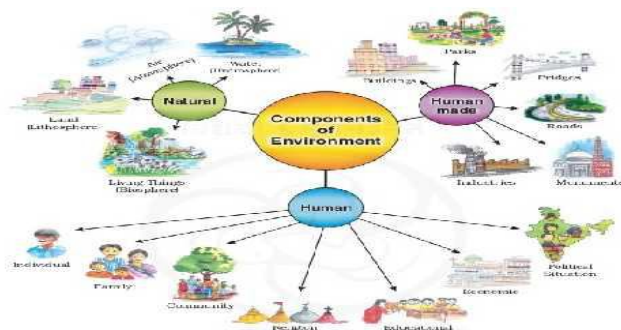 Components
of
Environment
Natural
Air
(Atmosphere)
Water
(Hydrosphere)
Land
(Lithosphere
Living Things
(Biosphere)
Human
made
Buildings
Parks
Bridges
Roads
Industries
Monuments
Human
Individual
Family
Community
Religion
Educational
Economic
Political
Situation